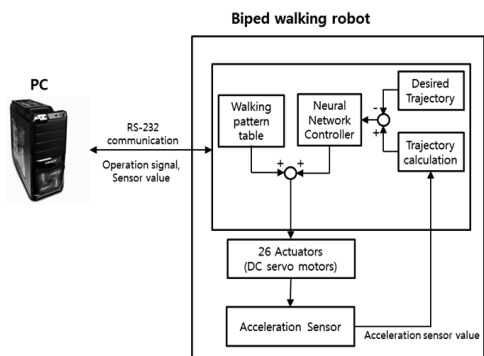 Biped walking robot
PC
RS-232
communication
Operation signal,
Sensor value
Walking
pattern
table
Neural
Network
Controller
Desired
Trajectory
-
+
Trajectory
calculation
+
+
26 Actuators
(DC servo motors)
Acceleration Sensor
Acceleration sensor value